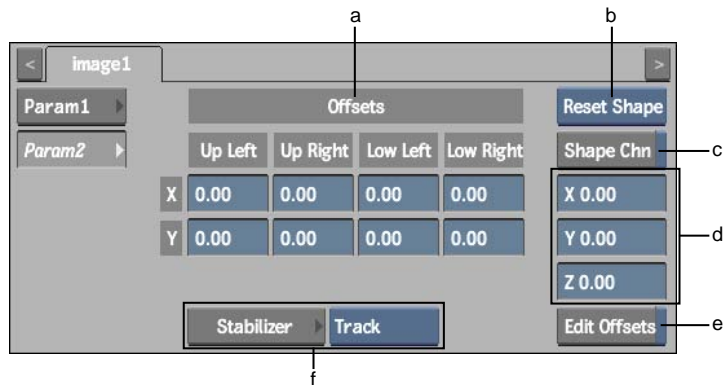 a
b
< image1 >
Param1 Offsets Reset Shape
Param2 Up Left Up Right Low Left Low Right Shape Chn c
X 0.00 0.00 0.00 0.00 X 0.00
Y 0.00 0.00 0.00 0.00 Y 0.00 d
Z 0.00
Stabilizer Track Edit Offsets e
f